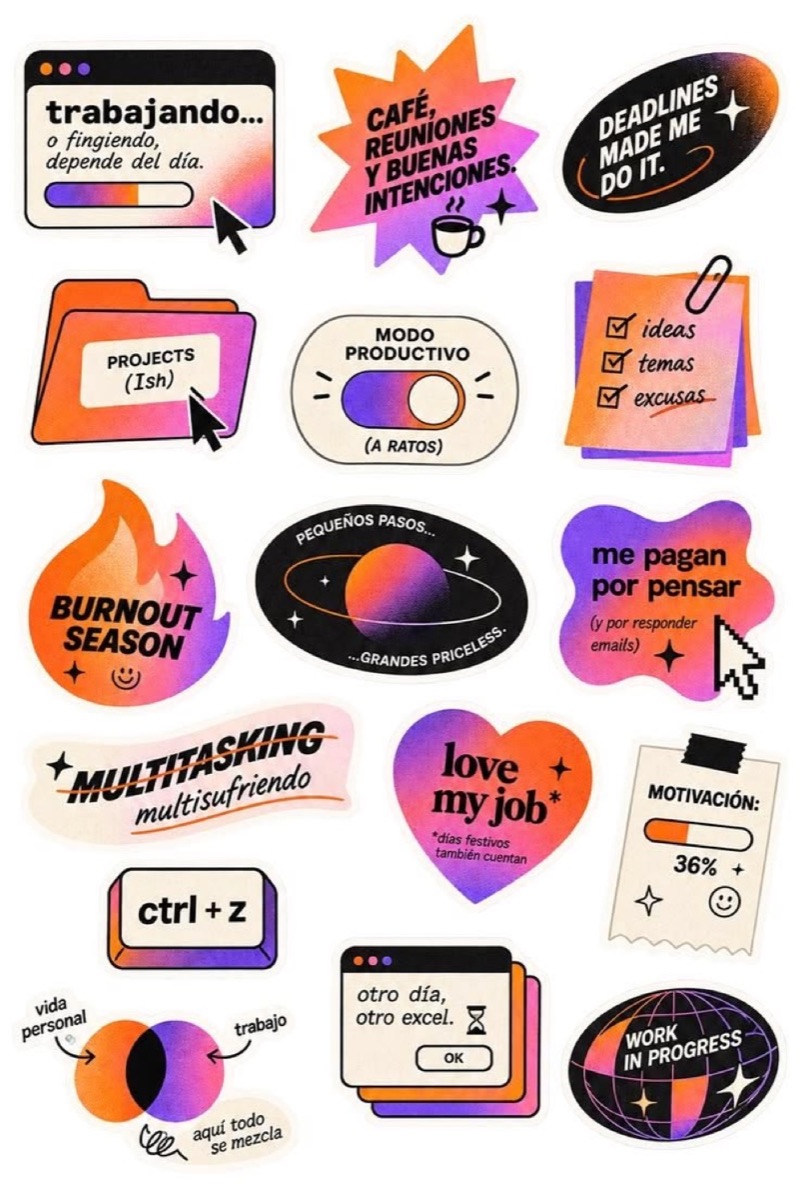 trabajando...
o fingiendo,
depende del día.
CAFÉ,
REUNIONES
Y BUENAS
INTENCIONES.
DEADLINES
MADE ME
DO IT.
PROJECTS
(Ish)
MODO
PRODUCTIVO
(A RATOS)
ideas
temas
excusas
BURNOUT
SEASON
PEQUEÑOS PASOS...
...GRANDES PRICELESS.
me pagan
por pensar
(y por responder
emails)
MULTITASKING
multisufriendo
love
my job*
*días festivos
también cuentan
MOTIVACIÓN:
36%
ctrl + z
otro día,
otro excel.
OK
vida
personal
trabajo
aquí todo
se mezcla
WORK
IN PROGRESS